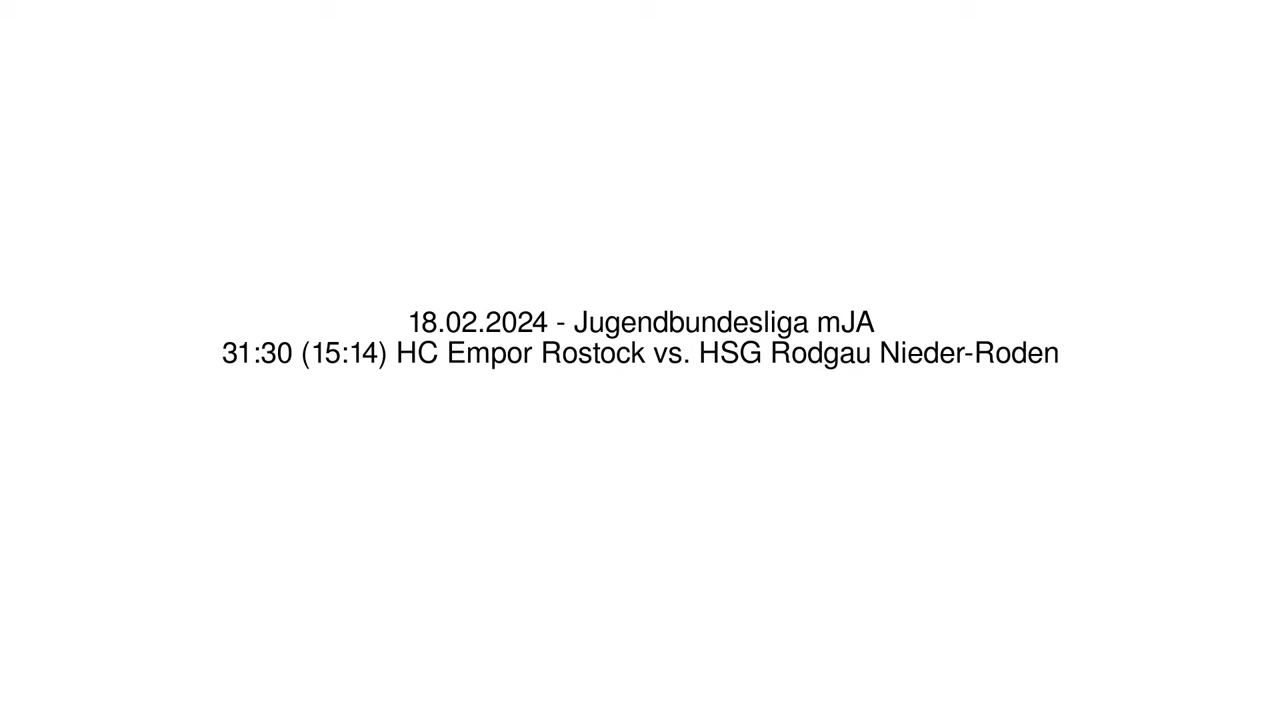 18.02.2024 - Jugendbundesliga mJA
31:30 (15:14) HC Empor Rostock vs. HSG Rodgau Nieder-Roden